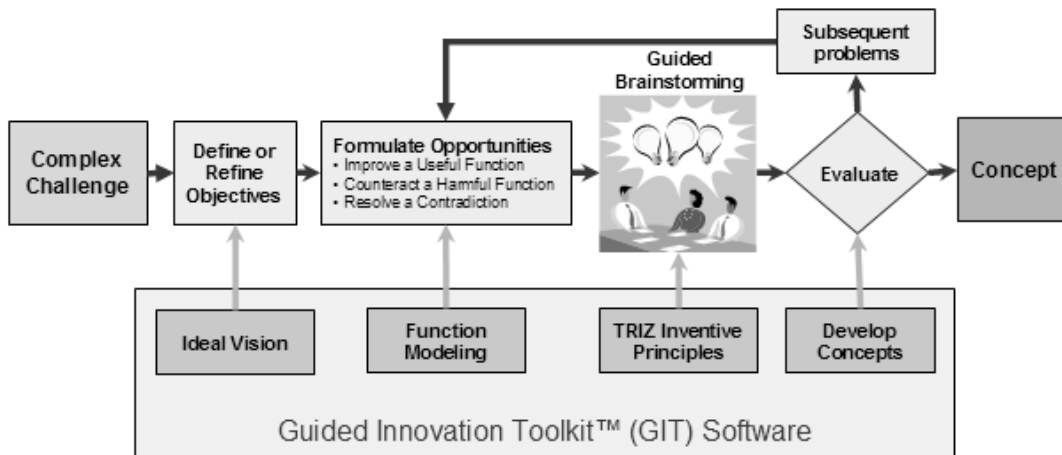 Subsequent
problems
Guided
Brainstorming
Complex
Challenge
Define or
Refine
Objectives
Formulate Opportunities
• Improve a Useful Function
• Counteract a Harmful Function
• Resolve a Contradiction
Evaluate
Concept
Ideal Vision
Function
Modeling
TRIZ Inventive
Principles
Develop
Concepts
Guided Innovation Toolkit™ (GIT) Software